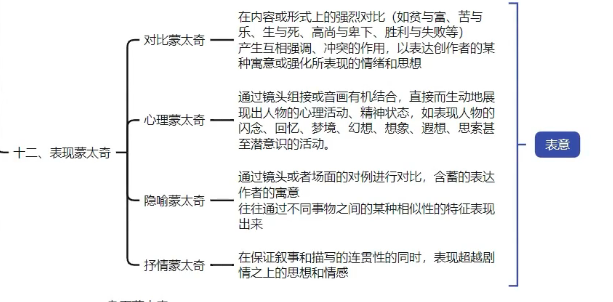 十二、表现蒙太奇
对比蒙太奇
在内容或形式上的强烈对比（如贫与富、苦与
乐、生与死、高尚与卑下、胜利与失败等）
产生互相强调、冲突的作用，以表达创作者的某
种寓意或强化所表现的情绪和思想
心理蒙太奇
通过镜头组接或音画有机结合，直接而生动地展
现出人物的心理活动、精神状态，如表现人物的
闪念、回忆、梦境、幻想、想象、遐想、思索甚
至潜意识的活动。
隐喻蒙太奇
通过镜头或者场面的对例进行对比，含蓄的表达
作者的寓意
往往通过不同事物之间的某种相似性的特征表现
出来
抒情蒙太奇
在保证叙事和描写的连贯性的同时，表现超越剧
情之上的思想和情感
表意